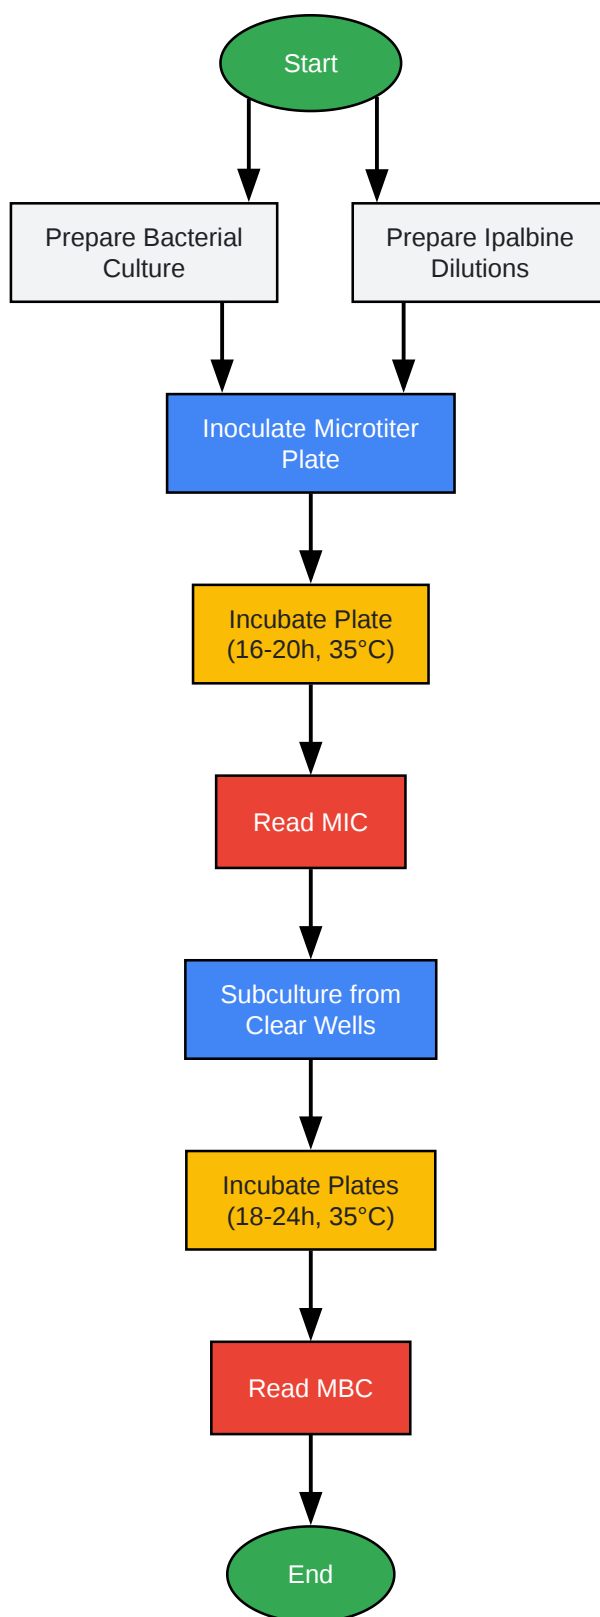 Start
Prepare Bacterial
Culture
Prepare Ipalbine
Dilutions
Inoculate Microtiter
Plate
Incubate Plate
(16-20h, 35°C)
Read MIC
Subculture from
Clear Wells
Incubate Plates
(18-24h, 35°C)
Read MBC
End